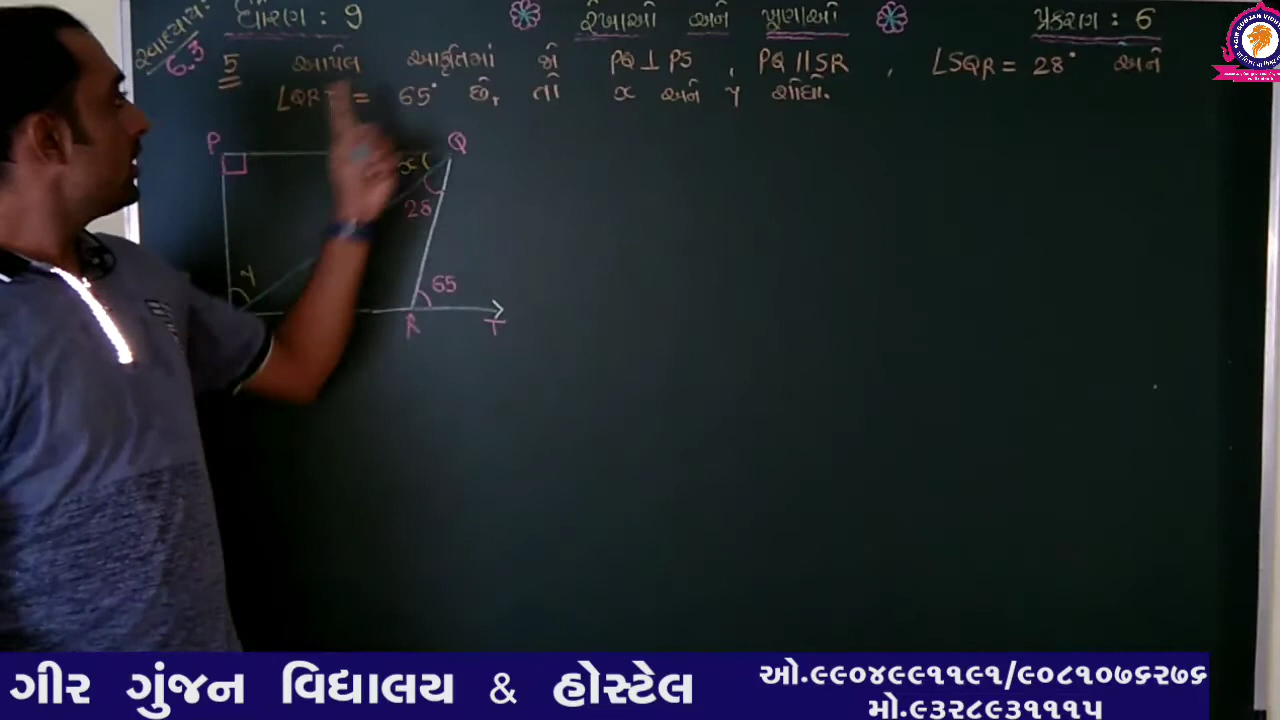 ધોરણ : 9 રેખાઓ અને ખૂણાઓ પ્રકરણ : 6
સ્વાધ્યાય:
6.3
5 આપેલ આકૃતિમાં જો PQ⊥PS , PQ॥SR , ∠SQR = 28° અને
∠QRT = 65° છે, તો x અને y શોધો.
P Q
x
28
y
65
R T
ગીર ગુંજન વિદ્યાલય & હોસ્ટેલ
ઓ.૯૯૦૪૯૯૧૧૯૧/૯૦૮૧૦૭૬૨૭૬
મો.૯૩૨૮૯૩૧૧૧૫